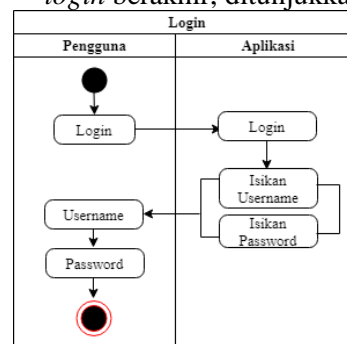 login berakhir, ditunjukka
Login
Pengguna Aplikasi
Login
Login
Isikan
Username
Username
Isikan
Password
Password